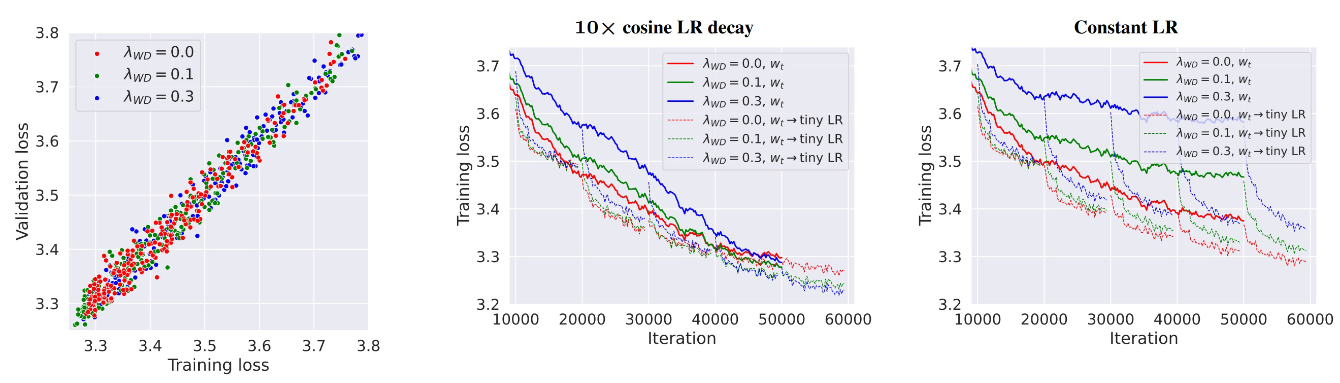 3.8
3.7
3.6
3.5
3.4
3.3
Validation loss
λWD = 0.0
λWD = 0.1
λWD = 0.3
3.3 3.4 3.5 3.6 3.7 3.8
Training loss
10× cosine LR decay
3.7
3.6
3.5
3.4
3.3
3.2
Training loss
λWD = 0.0, wt
λWD = 0.1, wt
λWD = 0.3, wt
λWD = 0.0, wt → tiny LR
λWD = 0.1, wt → tiny LR
λWD = 0.3, wt → tiny LR
10000 20000 30000 40000 50000 60000
Iteration
Constant LR
3.7
3.6
3.5
3.4
3.3
3.2
Training loss
λWD = 0.0, wt
λWD = 0.1, wt
λWD = 0.3, wt
λWD = 0.0, wt → tiny LR
λWD = 0.1, wt → tiny LR
λWD = 0.3, wt → tiny LR
10000 20000 30000 40000 50000 60000
Iteration